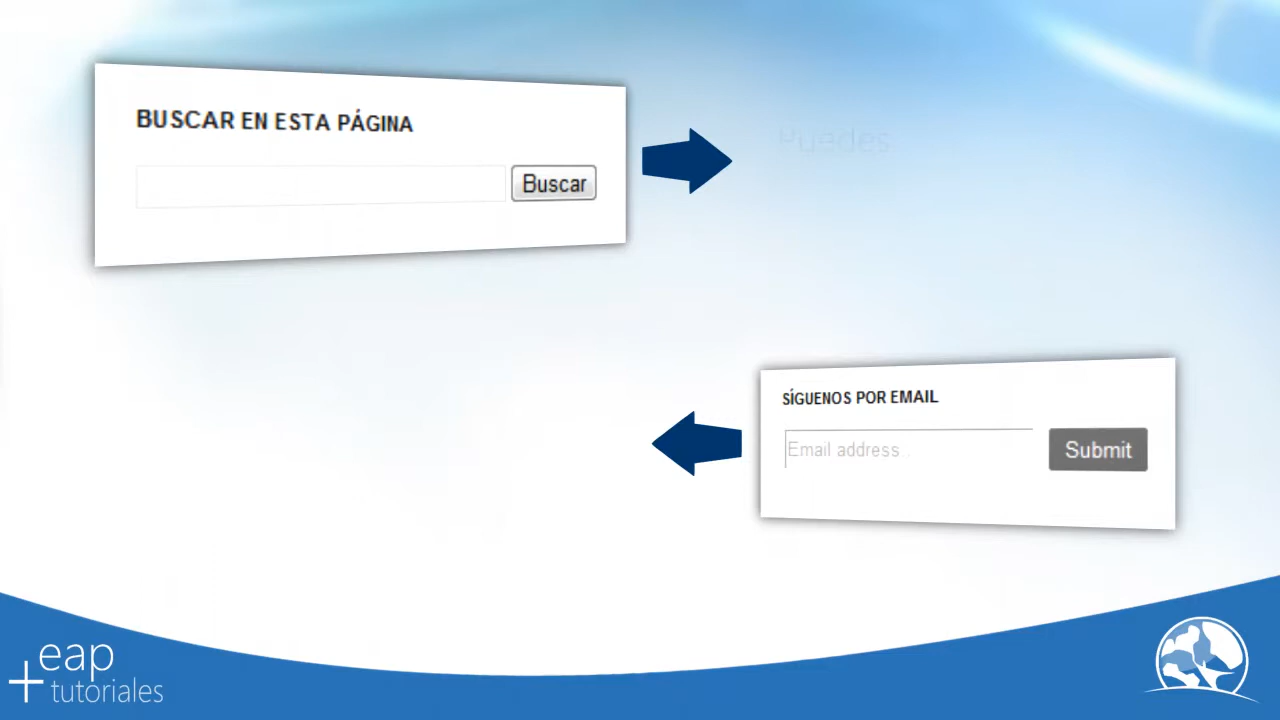 BUSCAR EN ESTA PÁGINA
Buscar
Puedes
SÍGUENOS POR EMAIL
Email address..
Submit
+eap
tutoriales